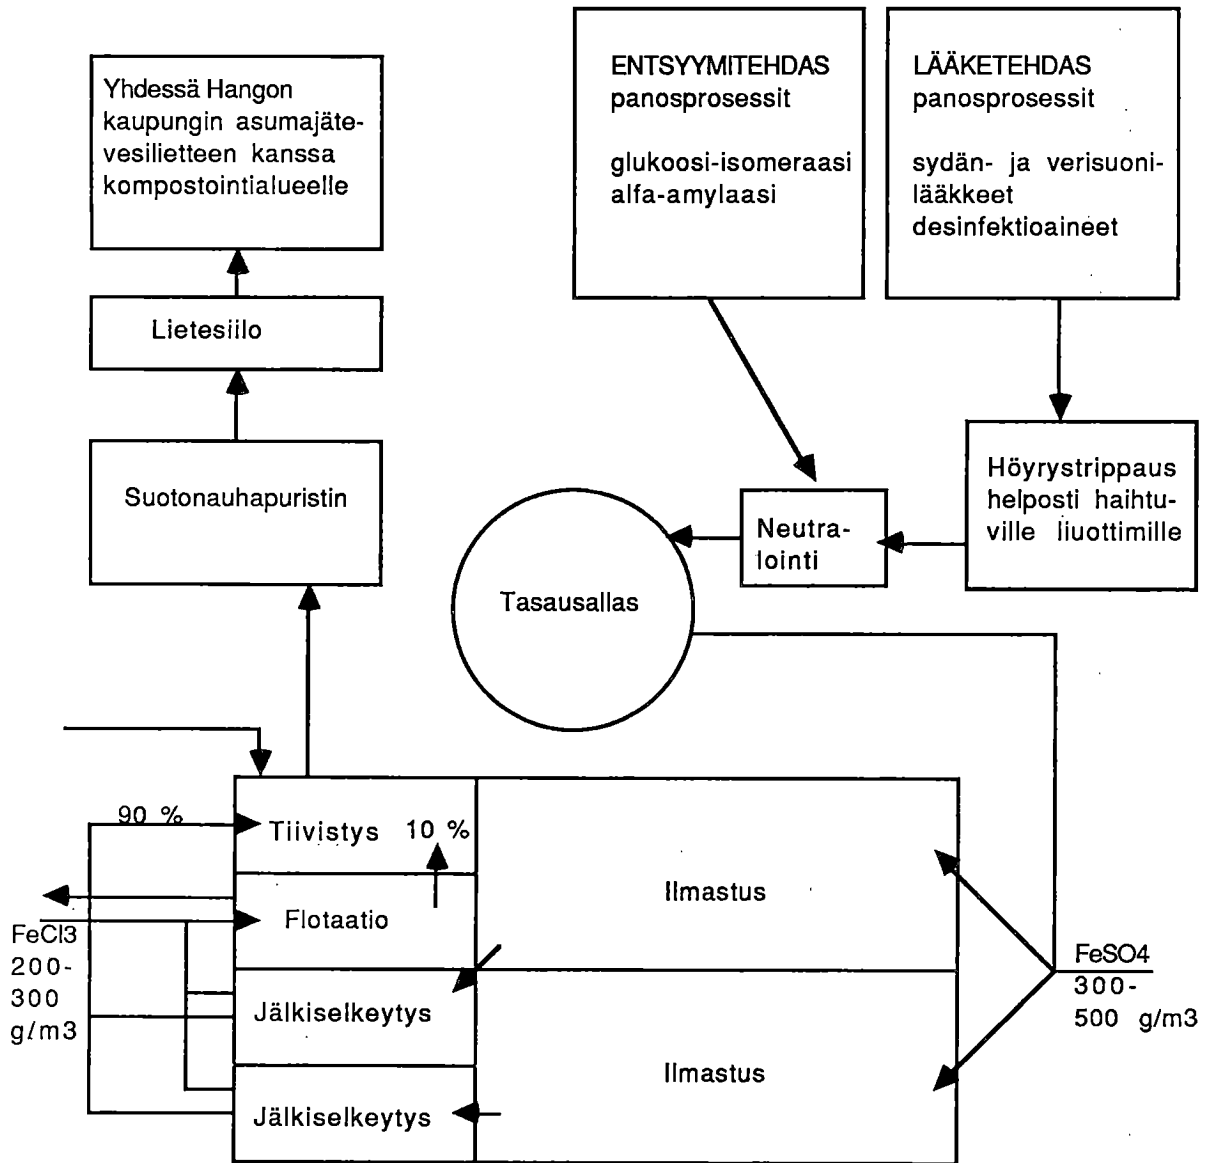 Yhdessä Hangon
kaupungin asumajäte-
vesilietteen kanssa
kompostointialueelle
ENTSYYMITEHDAS
panosprosessit
glukoosi-isomeraasi
alfa-amylaasi
LÄÄKETEHDAS
panosprosessit
sydän- ja verisuoni-
lääkkeet
desinfektioaineet
Lietesiilo
Suotonauhapuristin
Höyrystrippaus
helposti haihtu-
ville liuottimille
Neutra-
lointi
Tasausallas
90 %
Tiivistys 10 %
Ilmastus
Flotaatio
FeCl3
200-
300
g/m3
FeSO4
300-
500 g/m3
Jälkiselkeytys
Ilmastus
Jälkiselkeytys